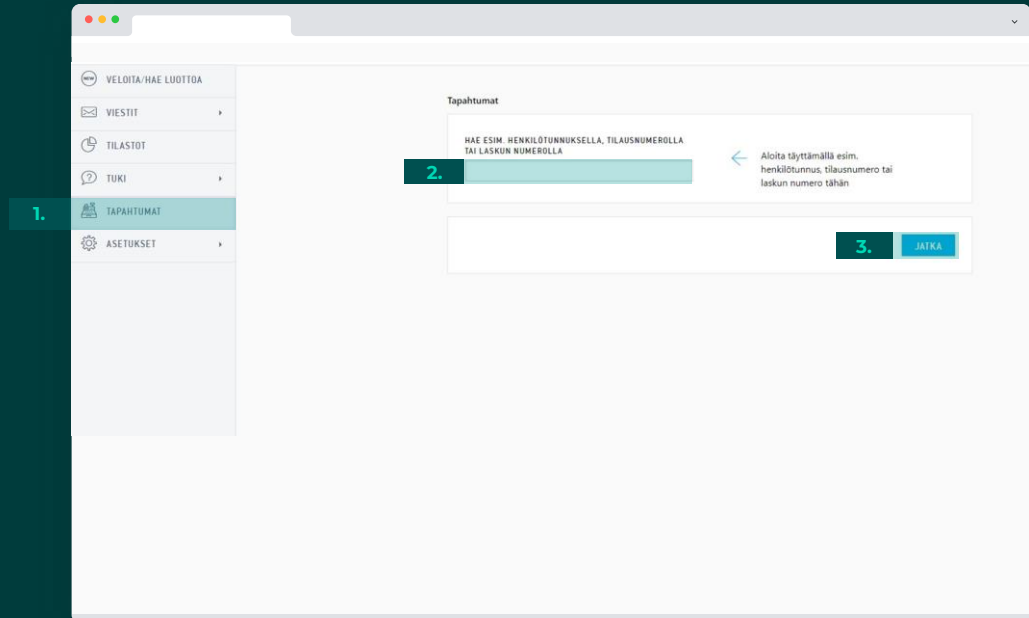 NEW
VELOITA/HAE LUOTTOA
VIESTIT
TILASTOT
TUKI
1.
TAPAHTUMAT
ASETUKSET
Tapahtumat
HAE ESIM. HENKILÖTUNNUKSELLA, TILAUSNUMEROLLA
TAI LASKUN NUMEROLLA
2.
Aloita täyttämällä esim.
henkilötunnus, tilausnumero tai
laskun numero tähän
3.
JATKA